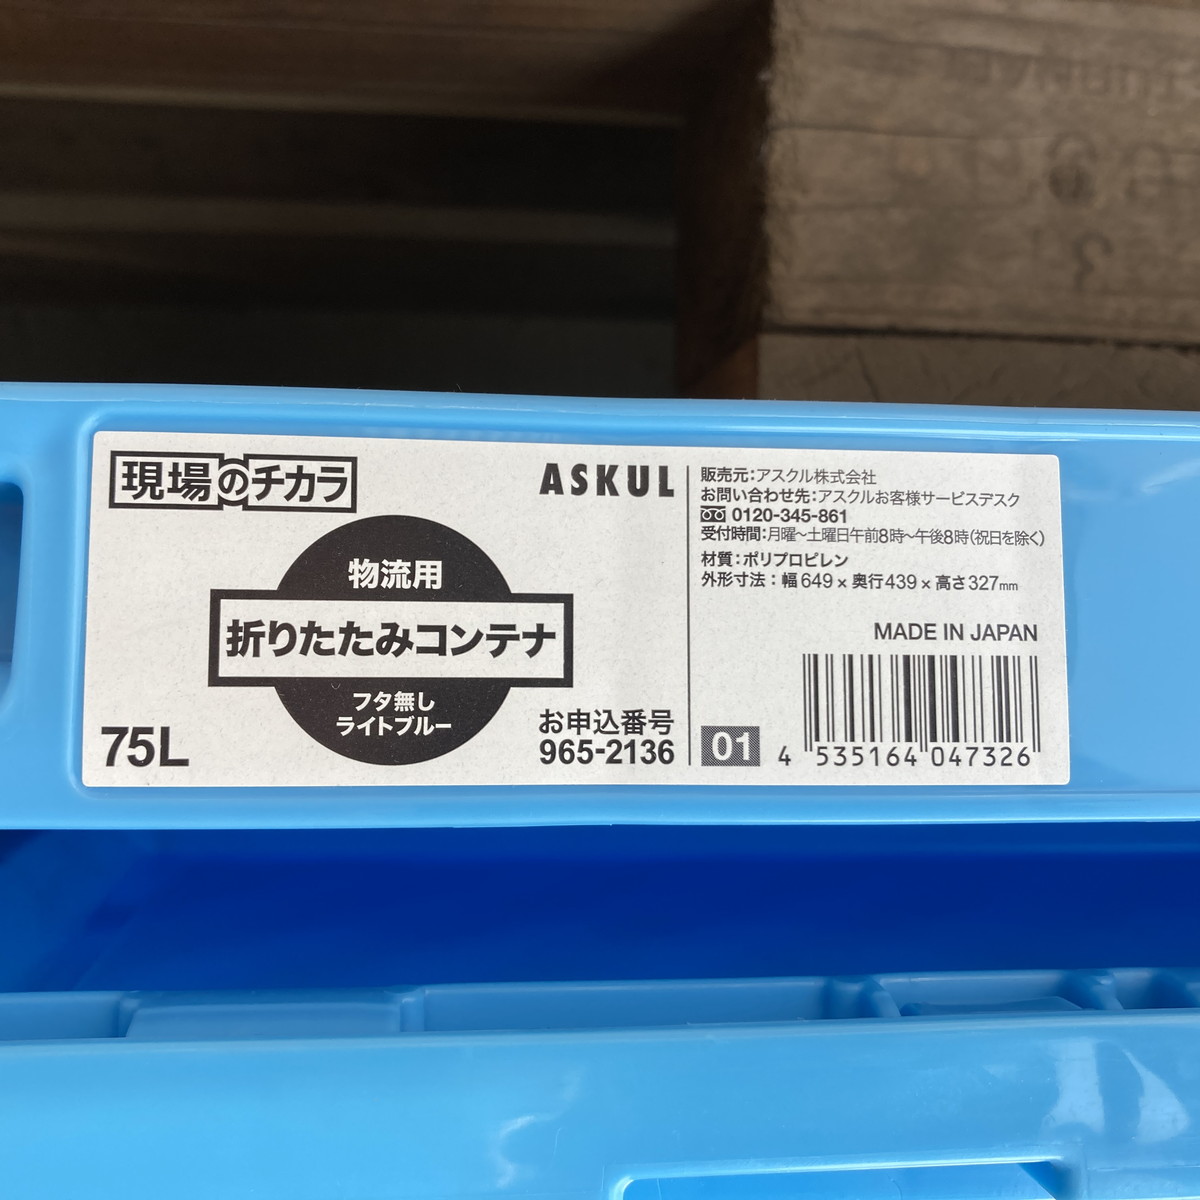 現場のチカラ
ASKUL
物流用
折りたたみコンテナ
フタ無し
ライトブルー
75L
お申込番号
965-2136
販売元:アスクル株式会社
お問い合わせ先:アスクルお客様サービスデスク
0120-345-861
受付時間:月曜〜土曜日午前8時〜午後8時(祝日を除く)
材質:ポリプロピレン
外形寸法:幅649×奥行439×高さ327mm
MADE IN JAPAN
01
4 535164 047326